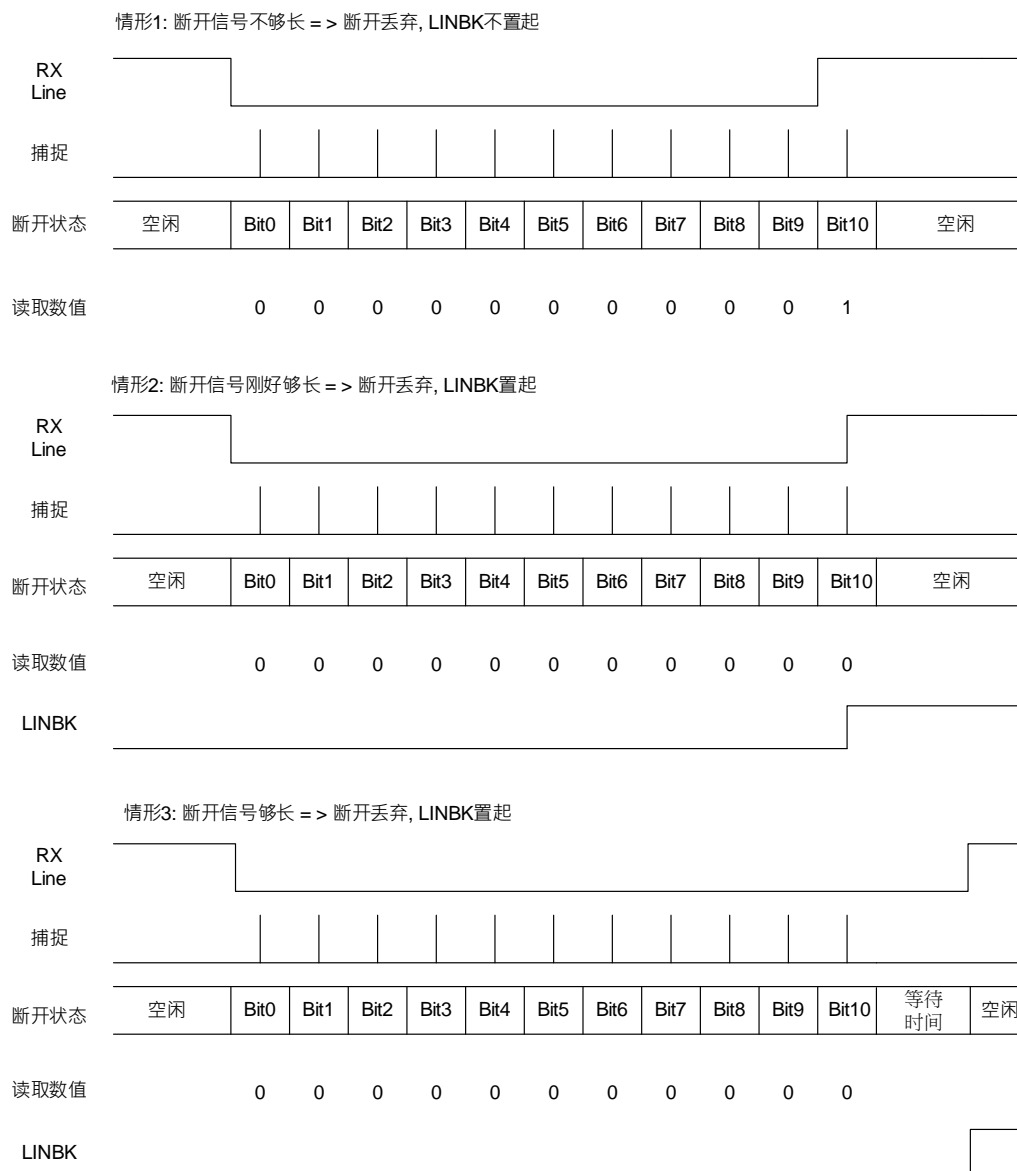 情形1: 断开信号不够长 = > 断开丢弃, LINBK不置起
RX
Line
捕捉
断开状态 空闲 Bit0 Bit1 Bit2 Bit3 Bit4 Bit5 Bit6 Bit7 Bit8 Bit9 Bit10 空闲
读取数值 0 0 0 0 0 0 0 0 0 0 1
情形2: 断开信号刚好够长 = > 断开丢弃, LINBK置起
RX
Line
捕捉
断开状态 空闲 Bit0 Bit1 Bit2 Bit3 Bit4 Bit5 Bit6 Bit7 Bit8 Bit9 Bit10 空闲
读取数值 0 0 0 0 0 0 0 0 0 0 0
LINBK
情形3: 断开信号够长 = > 断开丢弃, LINBK置起
RX
Line
捕捉
断开状态 空闲 Bit0 Bit1 Bit2 Bit3 Bit4 Bit5 Bit6 Bit7 Bit8 Bit9 Bit10 等待时间 空闲
读取数值 0 0 0 0 0 0 0 0 0 0 0
LINBK